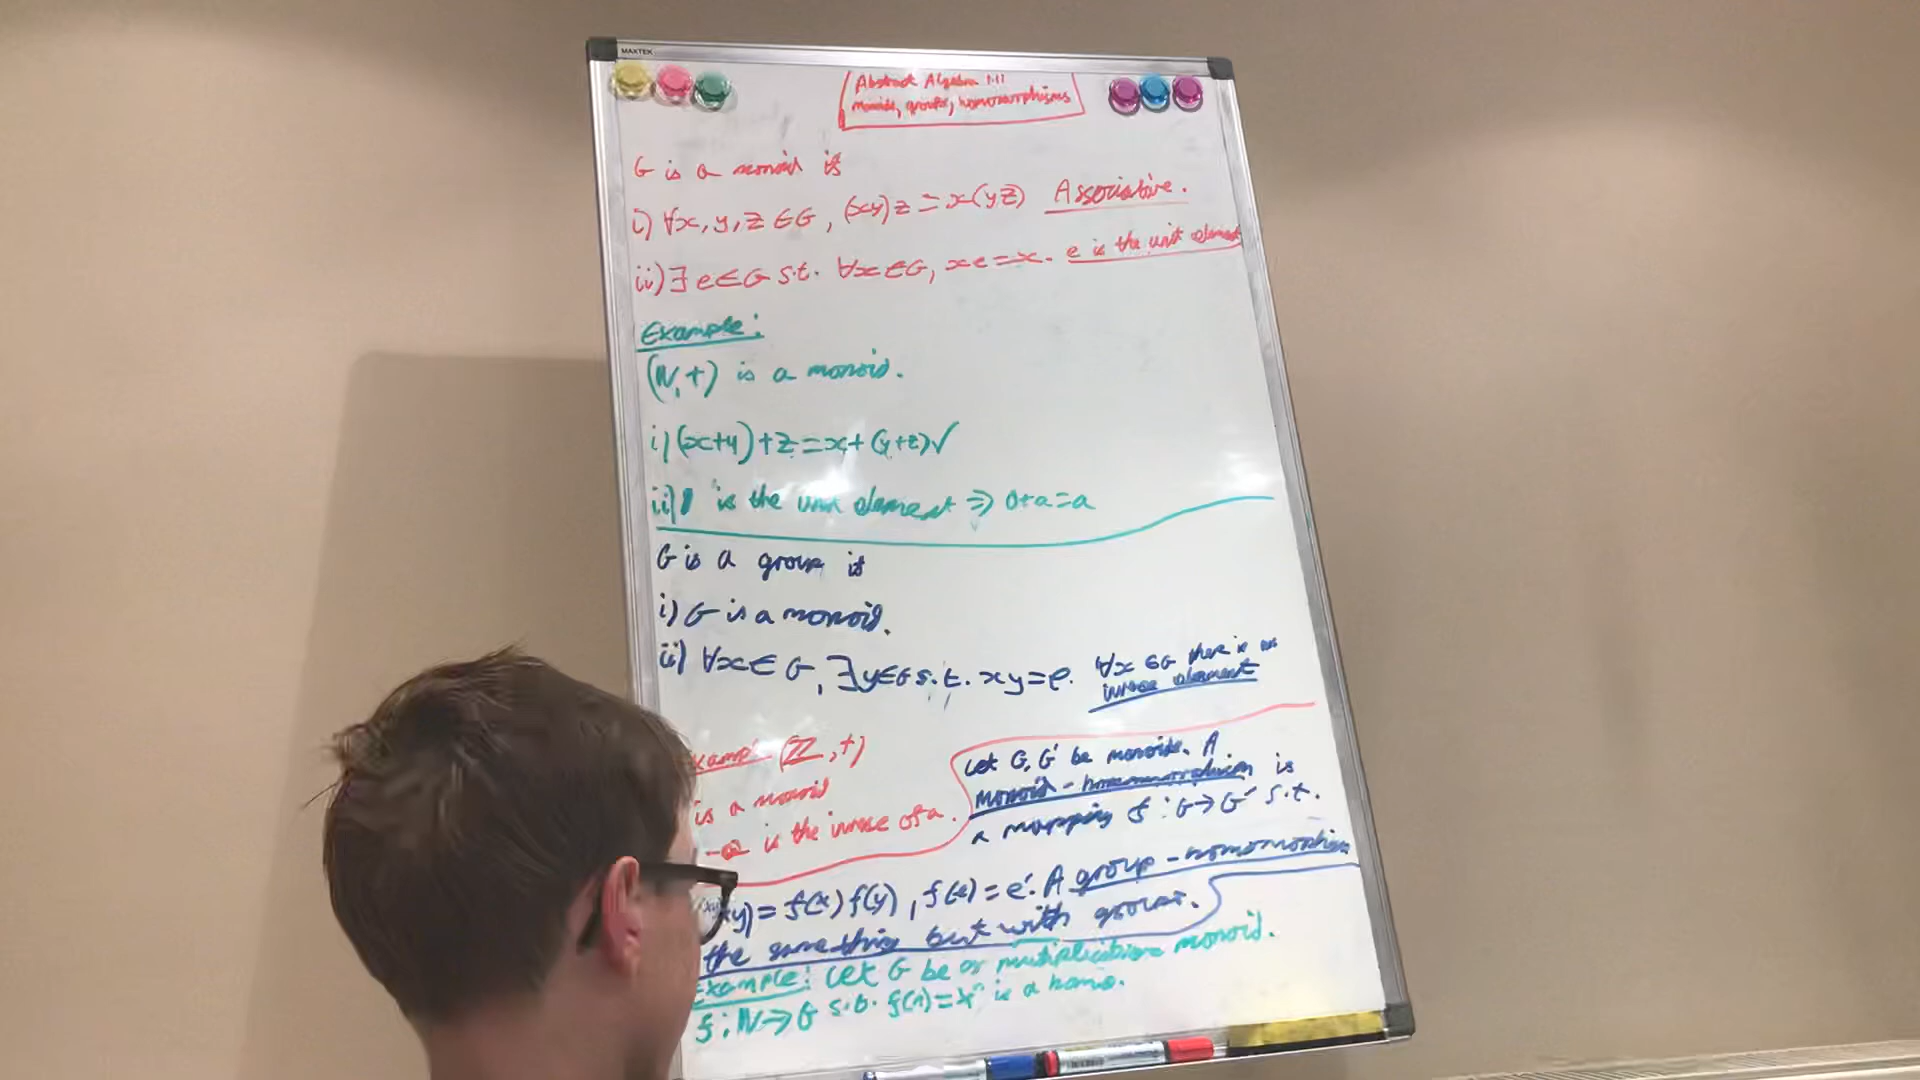 MAXTEK
Abstract Algebra 1.1:
monoids, groups, homomorphisms
G is a monoid if
i) ∀x, y, z ∈ G, (xy)z = x(yz) Associative.
ii) ∃ e ∈ G s.t. ∀x ∈ G, xe = x. e is the unit element
Example:
(N, +) is a monoid.
i) (x+y)+z = x+(y+z) ✓
ii) is the unit element ⇒ 0+a=a
G is a group if
i) G is a monoid.
ii) ∀x ∈ G, ∃y∈G s.t. xy = e. ∀x ∈ G there is an
inverse element
xample (ℤ, +)
is a monoid
-a is the inverse of a.
Let G, G' be monoids. A
monoid-homomorphism is
a mapping f : G → G' s.t.
y) = f(x) f(y), f(e) = e'. A group-homomorphism
the same thing but with groups.
Example: Let G be a multiplicative monoid.
f : N → G s.t. f(n) = xⁿ is a homo.